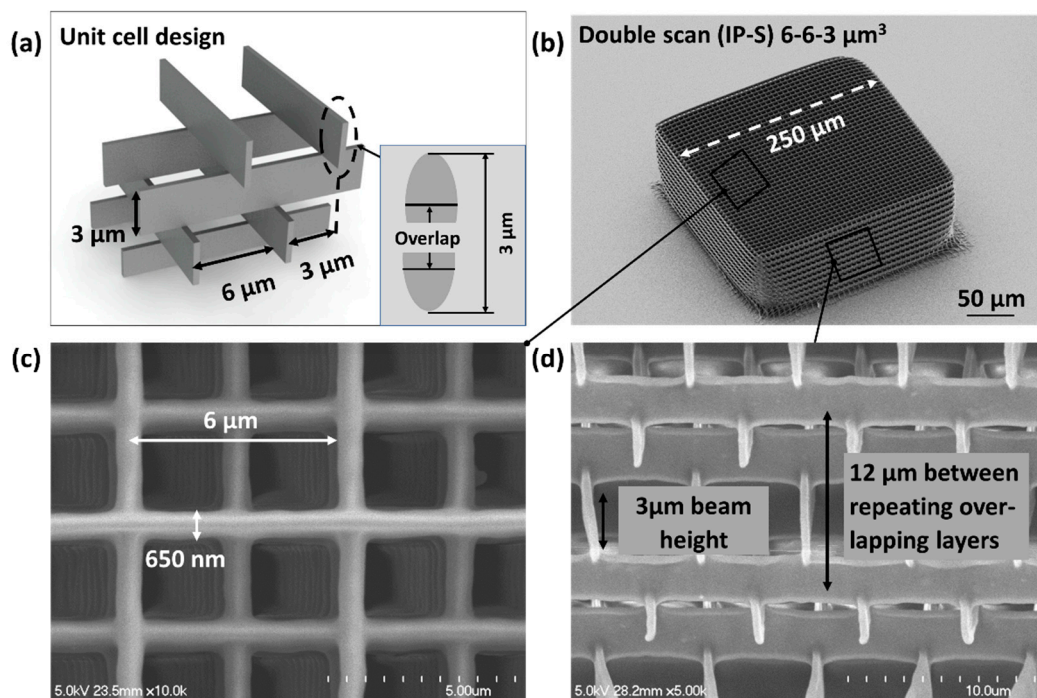 (a)
Unit cell design
3 μm
6 μm
3 μm
Overlap
3 μm
(b)
Double scan (IP-S) 6-6-3 μm³
250 μm
50 μm
(c)
6 μm
650 nm
5.0kV 23.5mm x10.0k
5.00um
(d)
3μm beam
height
12 μm between
repeating over-
lapping layers
5.0kV 28.2mm x5.00k
10.0um